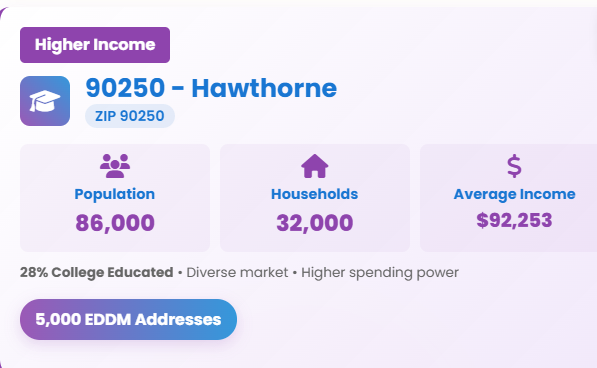 Higher Income
90250 - Hawthorne
ZIP 90250
Population
86,000
Households
32,000
Average Income
$92,253
28% College Educated • Diverse market • Higher spending power
5,000 EDDM Addresses